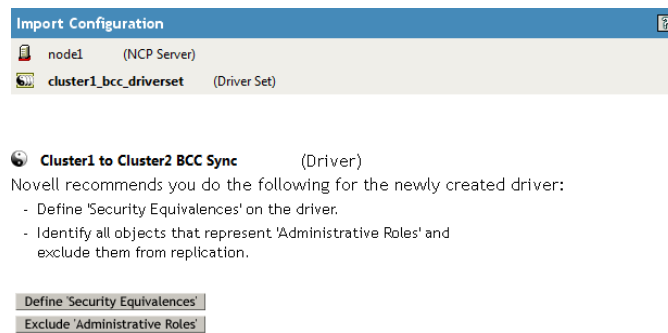 Import Configuration ?
node1 (NCP Server)
cluster1_bcc_driverset (Driver Set)
Cluster1 to Cluster2 BCC Sync (Driver)
Novell recommends you do the following for the newly created driver:
- Define 'Security Equivalences' on the driver.
- Identify all objects that represent 'Administrative Roles' and
exclude them from replication.
Define 'Security Equivalences'
Exclude 'Administrative Roles'